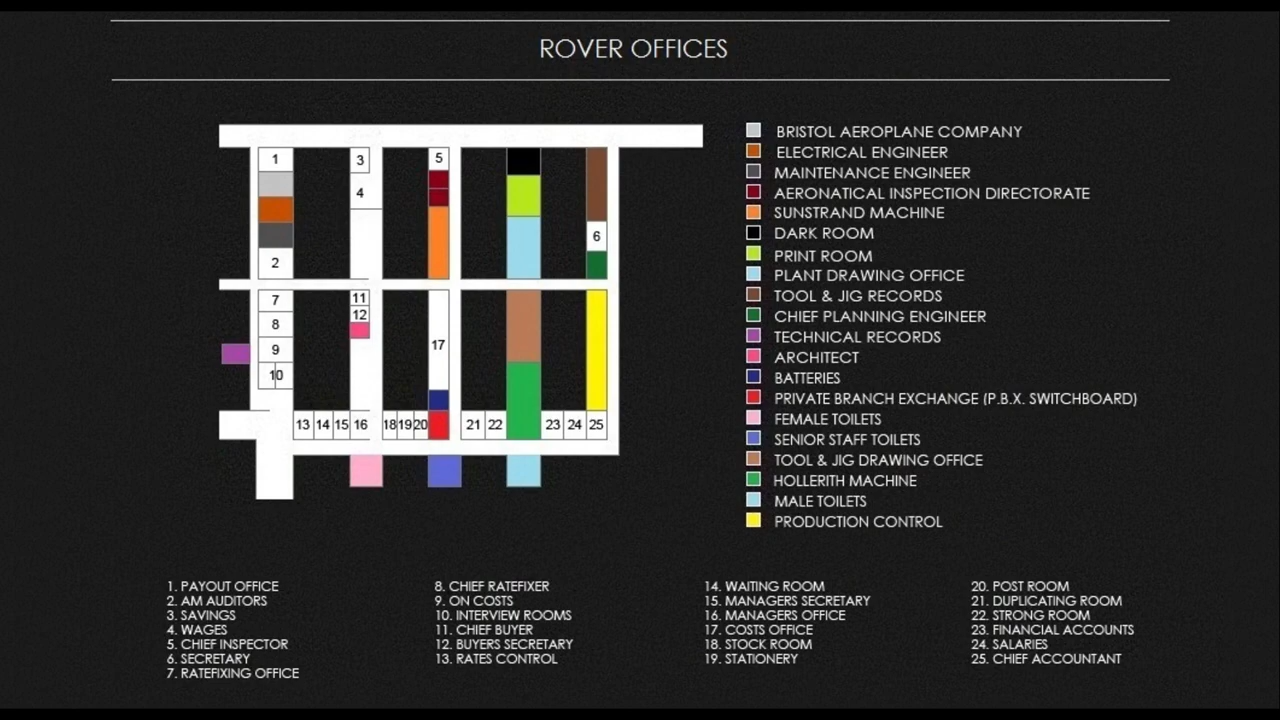 ROVER OFFICES
1
3
5
4
6
2
7
11
8
12
9
17
10
13 14 15 16 18 19 20 21 22 23 24 25
BRISTOL AEROPLANE COMPANY
ELECTRICAL ENGINEER
MAINTENANCE ENGINEER
AERONATICAL INSPECTION DIRECTORATE
SUNSTRAND MACHINE
DARK ROOM
PRINT ROOM
PLANT DRAWING OFFICE
TOOL & JIG RECORDS
CHIEF PLANNING ENGINEER
TECHNICAL RECORDS
ARCHITECT
BATTERIES
PRIVATE BRANCH EXCHANGE (P.B.X. SWITCHBOARD)
FEMALE TOILETS
SENIOR STAFF TOILETS
TOOL & JIG DRAWING OFFICE
HOLLERITH MACHINE
MALE TOILETS
PRODUCTION CONTROL
1. PAYOUT OFFICE
2. AM AUDITORS
3. SAVINGS
4. WAGES
5. CHIEF INSPECTOR
6. SECRETARY
7. RATEFIXING OFFICE
8. CHIEF RATEFIXER
9. ON COSTS
10. INTERVIEW ROOMS
11. CHIEF BUYER
12. BUYERS SECRETARY
13. RATES CONTROL
14. WAITING ROOM
15. MANAGERS SECRETARY
16. MANAGERS OFFICE
17. COSTS OFFICE
18. STOCK ROOM
19. STATIONERY
20. POST ROOM
21. DUPLICATING ROOM
22. STRONG ROOM
23. FINANCIAL ACCOUNTS
24. SALARIES
25. CHIEF ACCOUNTANT